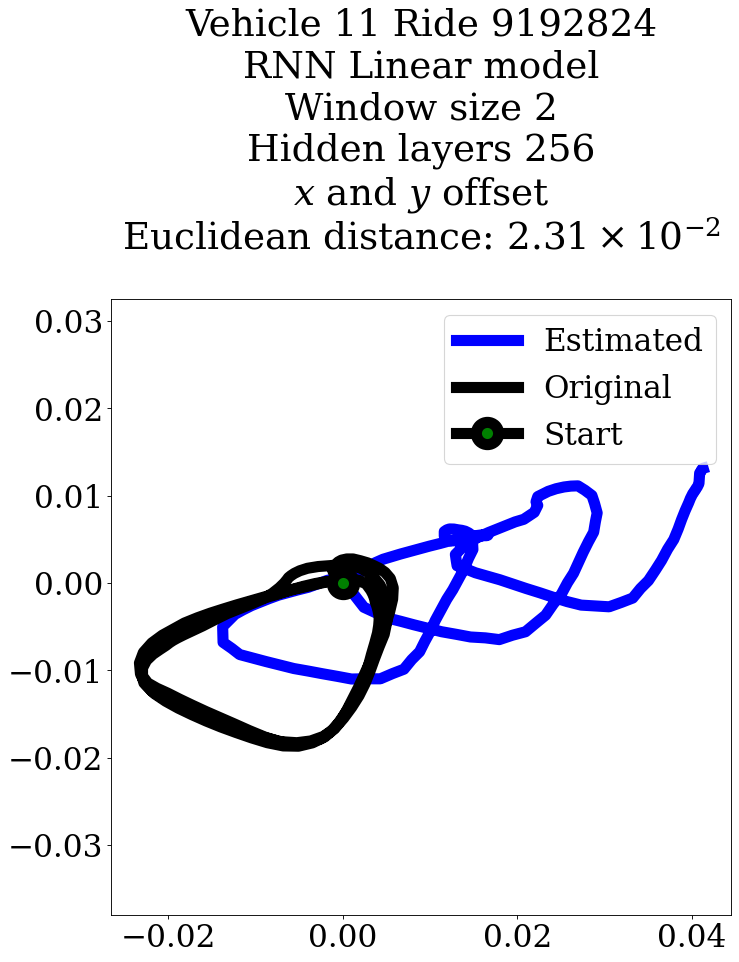 Vehicle 11 Ride 9192824
RNN Linear model
Window size 2
Hidden layers 256
x and y offset
Euclidean distance: 2.31 × 10⁻²
Estimated
Original
Start
0.03
0.02
0.01
0.00
−0.01
−0.02
−0.03
−0.02 0.00 0.02 0.04